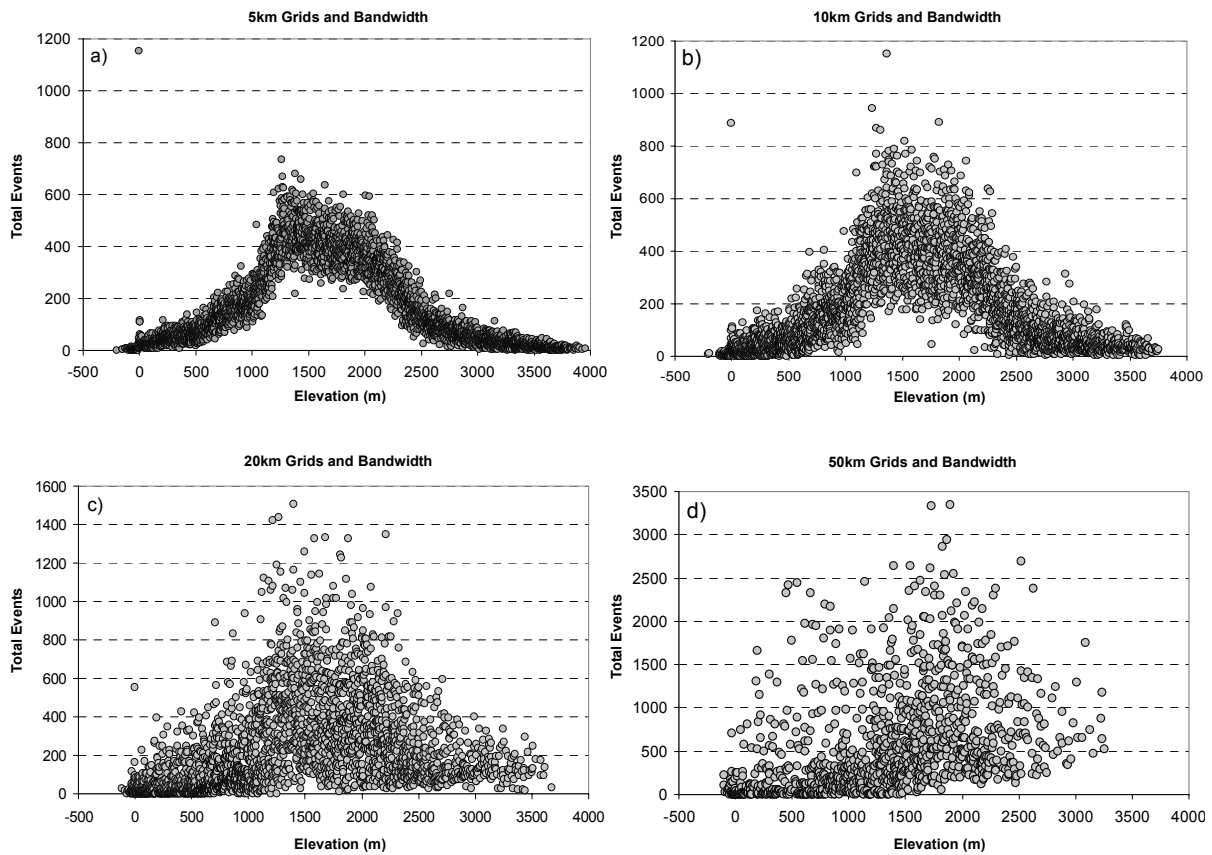 5km Grids and Bandwidth
a)
1200
1000
800
600
400
200
0
-500 0 500 1000 1500 2000 2500 3000 3500 4000
Total Events
Elevation (m)
10km Grids and Bandwidth
b)
1200
1000
800
600
400
200
0
-500 0 500 1000 1500 2000 2500 3000 3500 4000
Total Events
Elevation (m)
20km Grids and Bandwidth
c)
1600
1400
1200
1000
800
600
400
200
0
-500 0 500 1000 1500 2000 2500 3000 3500 4000
Total Events
Elevation (m)
50km Grids and Bandwidth
d)
3500
3000
2500
2000
1500
1000
500
0
-500 0 500 1000 1500 2000 2500 3000 3500 4000
Total Events
Elevation (m)